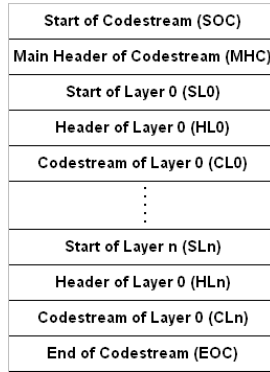 Start of Codestream (SOC)
Main Header of Codestream (MHC)
Start of Layer 0 (SL0)
Header of Layer 0 (HL0)
Codestream of Layer 0 (CL0)
Start of Layer n (SLn)
Header of Layer 0 (HLn)
Codestream of Layer 0 (CLn)
End of Codestream (EOC)